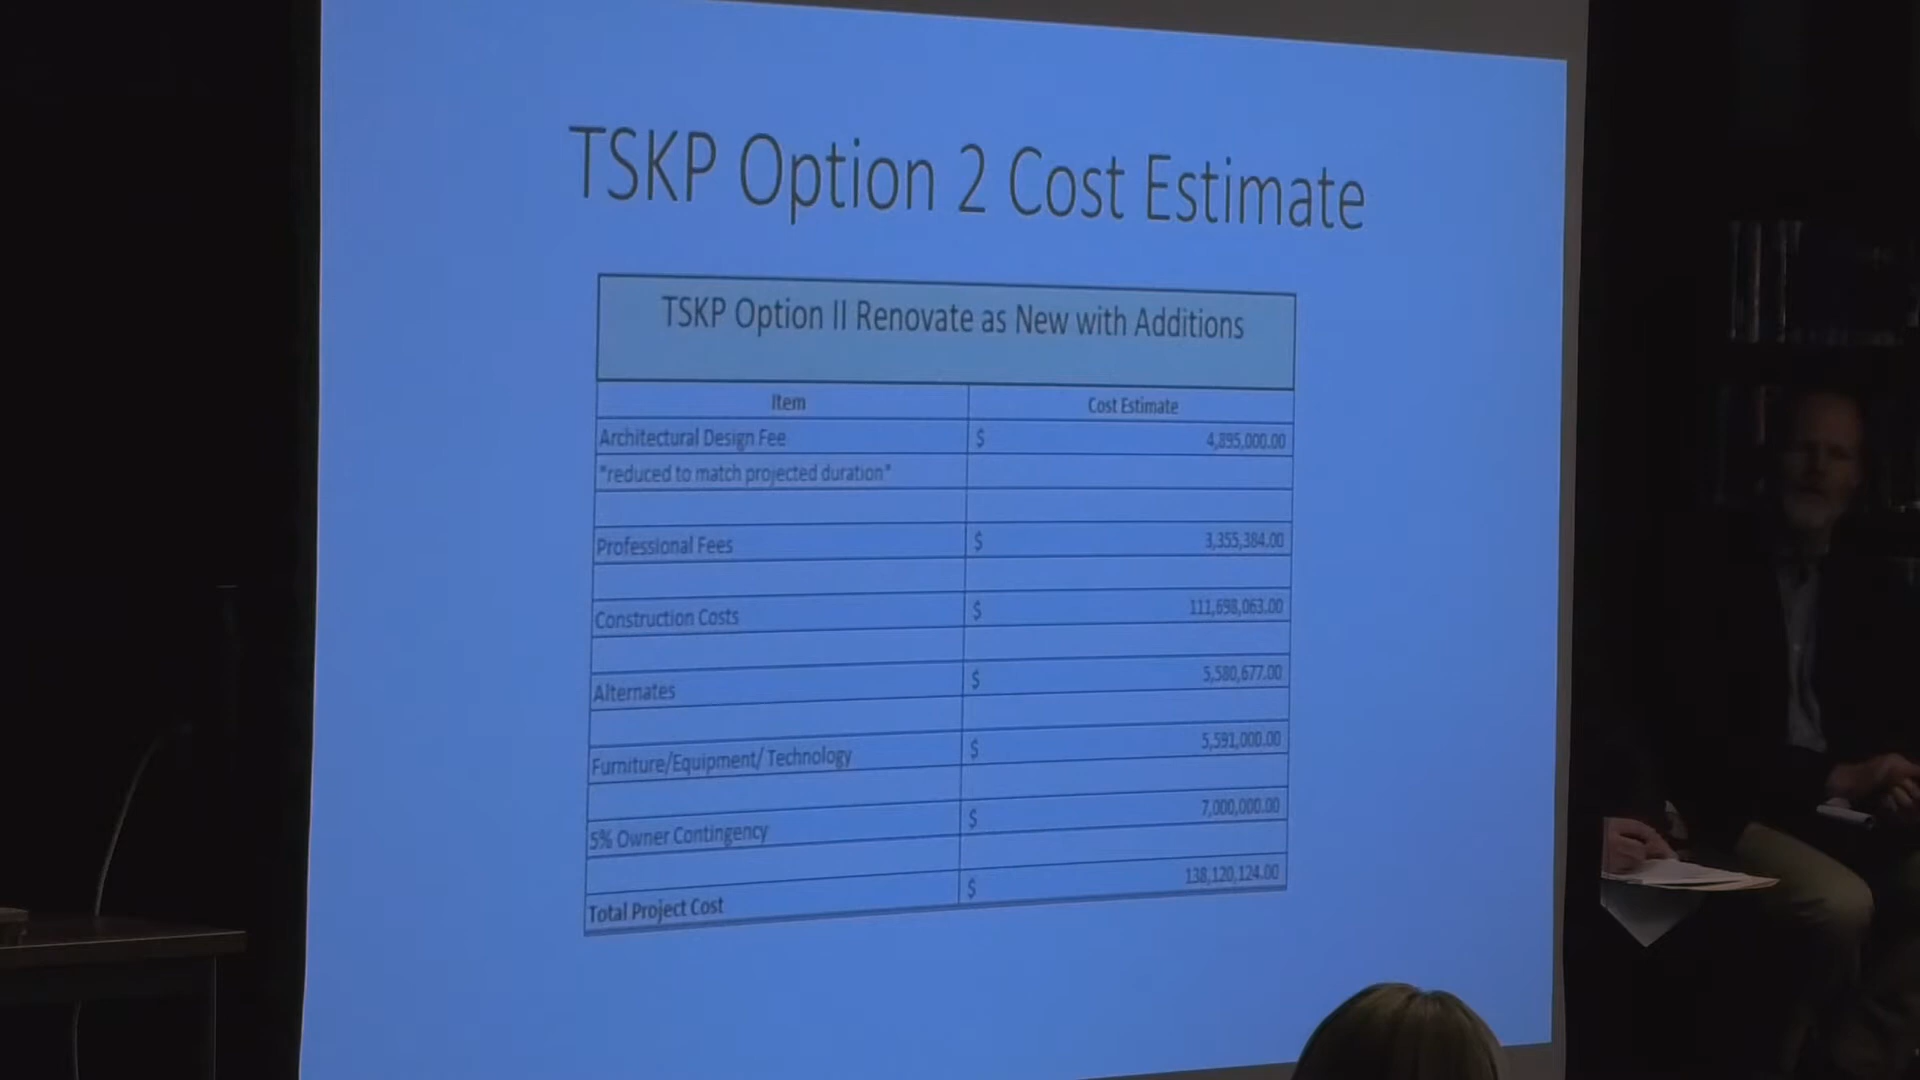 TSKP Option 2 Cost Estimate
TSKP Option II Renovate as New with Additions
Item Cost Estimate
Architectural Design Fee $ 4,895,000.00
*reduced to match projected duration*
Professional Fees $ 3,355,384.00
Construction Costs $ 111,698,063.00
Alternates $ 5,580,677.00
Furniture/Equipment/ Technology $ 5,591,000.00
5% Owner Contingency $ 7,000,000.00
Total Project Cost $ 138,120,124.00